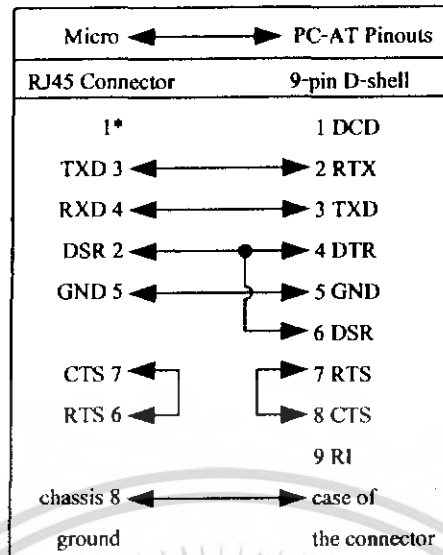 Micro PC-AT Pinouts
RJ45 Connector 9-pin D-shell
1* 1 DCD
TXD 3 2 RTX
RXD 4 3 TXD
DSR 2 4 DTR
GND 5 5 GND
6 DSR
CTS 7 7 RTS
RTS 6 8 CTS
9 RI
chassis 8 case of
ground the connector